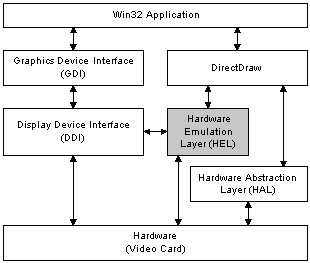 Win32 Application
Graphics Device Interface
(GDI)
DirectDraw
Display Device Interface
(DDI)
Hardware
Emulation
Layer (HEL)
Hardware Abstraction
Layer (HAL)
Hardware
(Video Card)